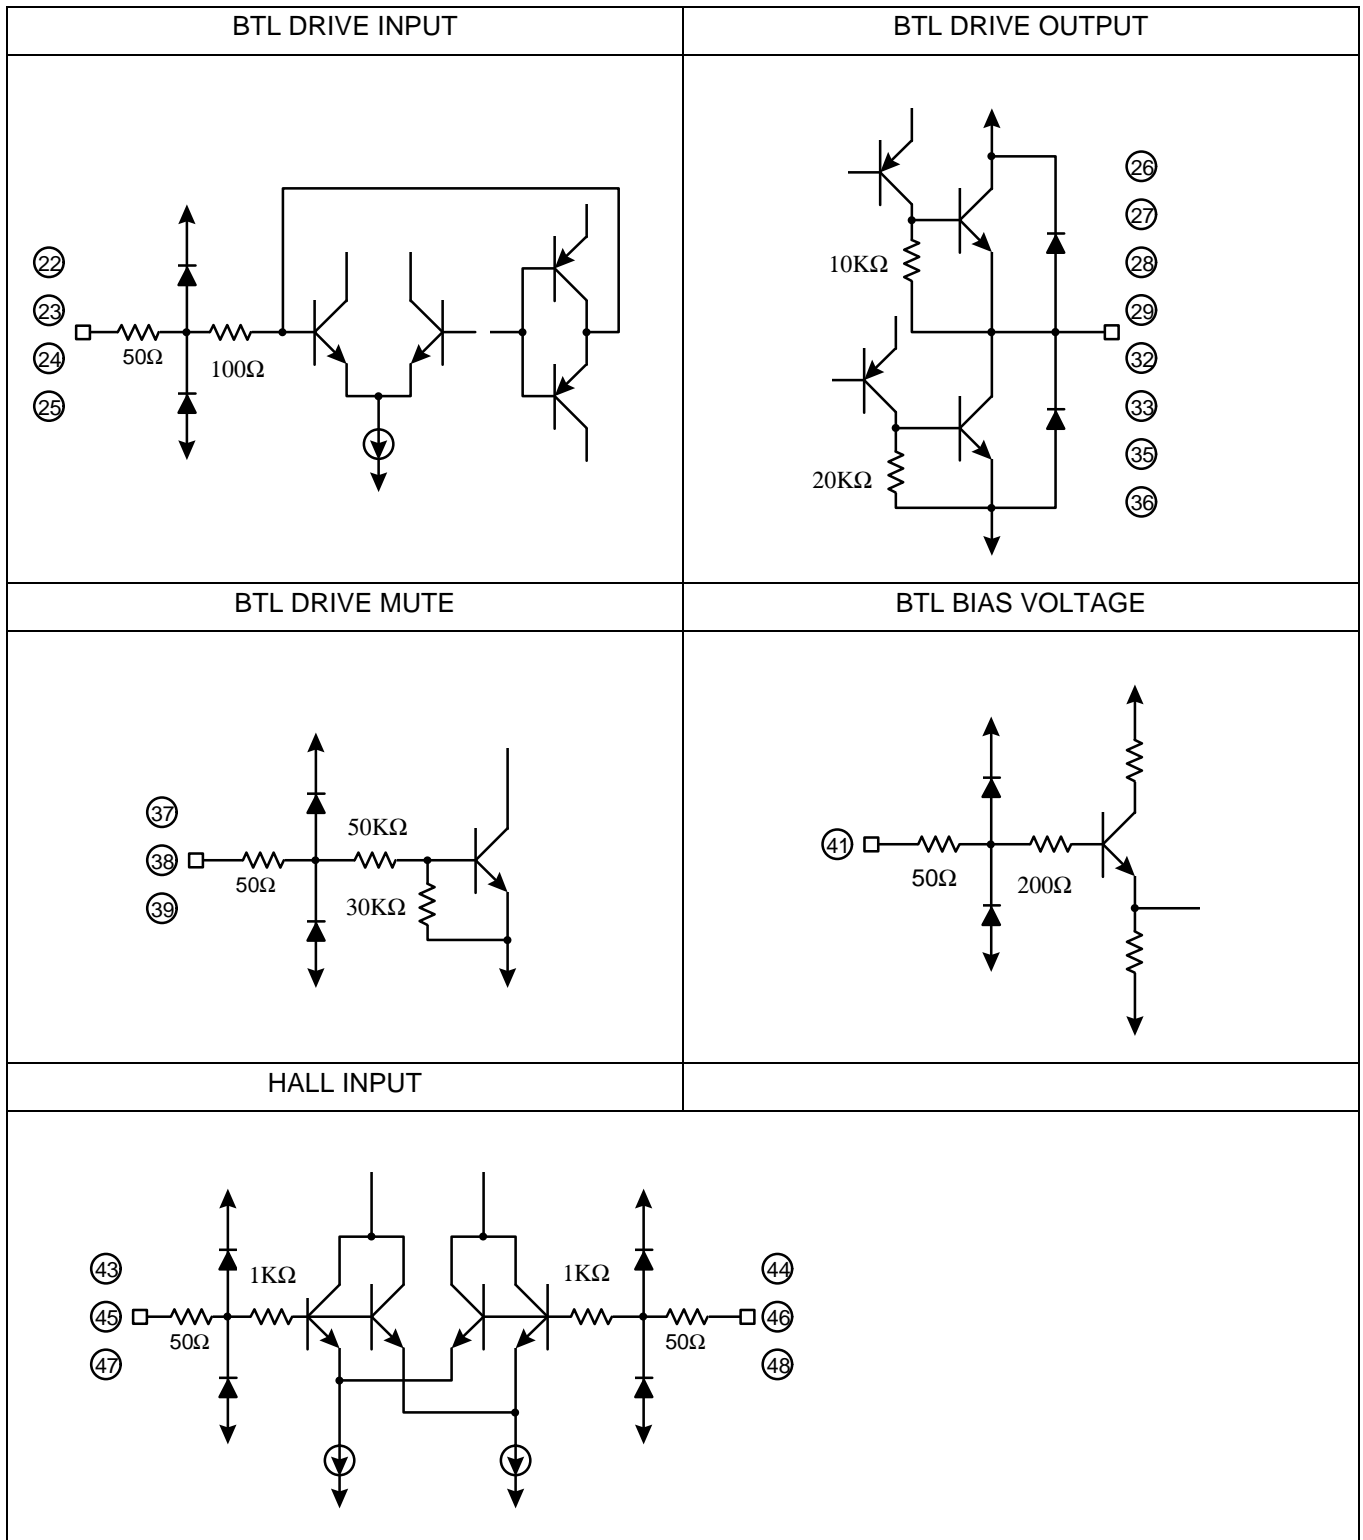 BTL DRIVE INPUT
BTL DRIVE OUTPUT
22
23
24
25
50Ω
100Ω
10KΩ
20KΩ
26
27
28
29
32
33
35
36
BTL DRIVE MUTE
BTL BIAS VOLTAGE
37
38
39
50Ω
50KΩ
30KΩ
41
50Ω
200Ω
HALL INPUT
43
45
47
50Ω
1KΩ
1KΩ
50Ω
44
46
48